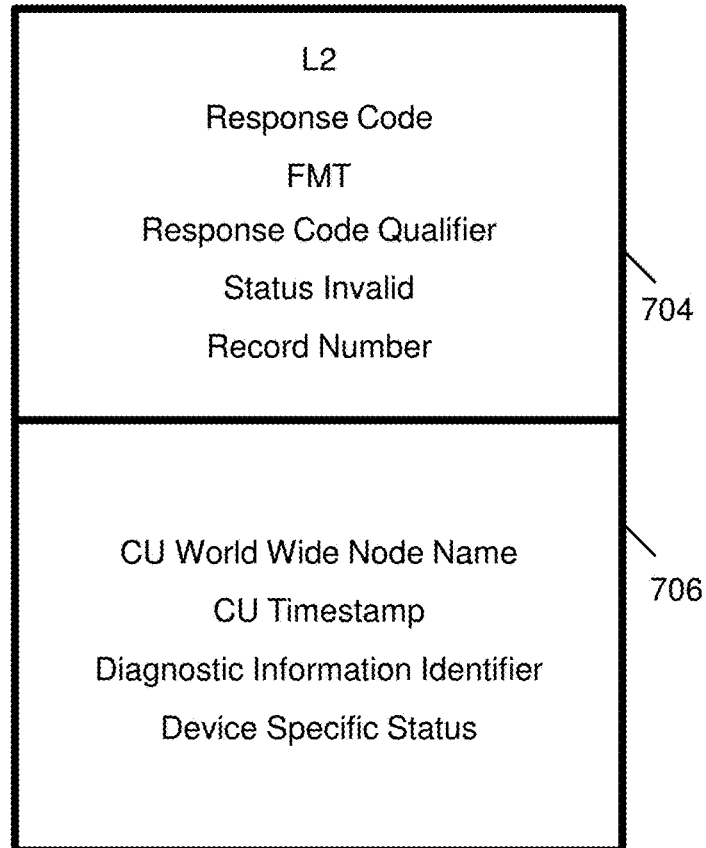 L2
Response Code
FMT
Response Code Qualifier
Status Invalid
Record Number
704
CU World Wide Node Name
CU Timestamp
Diagnostic Information Identifier
Device Specific Status
706